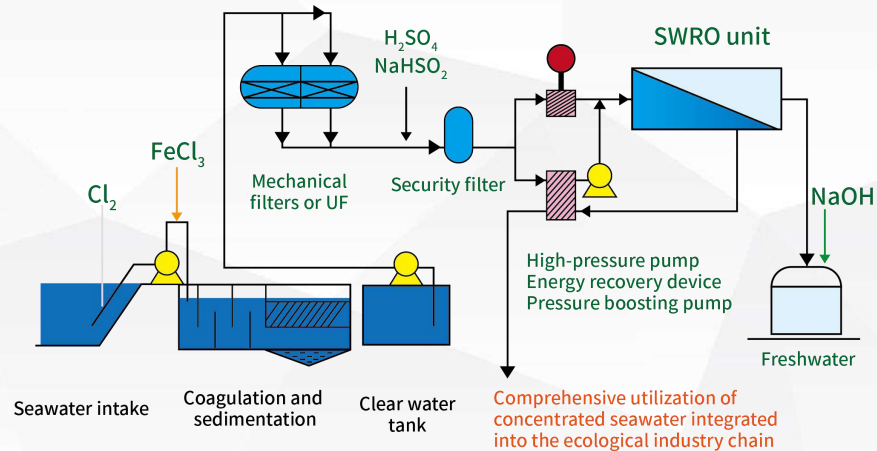 H₂SO₄
NaHSO₂
SWRO unit
FeCl₃
Cl₂
Mechanical
filters or UF
Security filter
NaOH
High-pressure pump
Energy recovery device
Pressure boosting pump
Freshwater
Seawater intake
Coagulation and
sedimentation
Clear water
tank
Comprehensive utilization of
concentrated seawater integrated
into the ecological industry chain